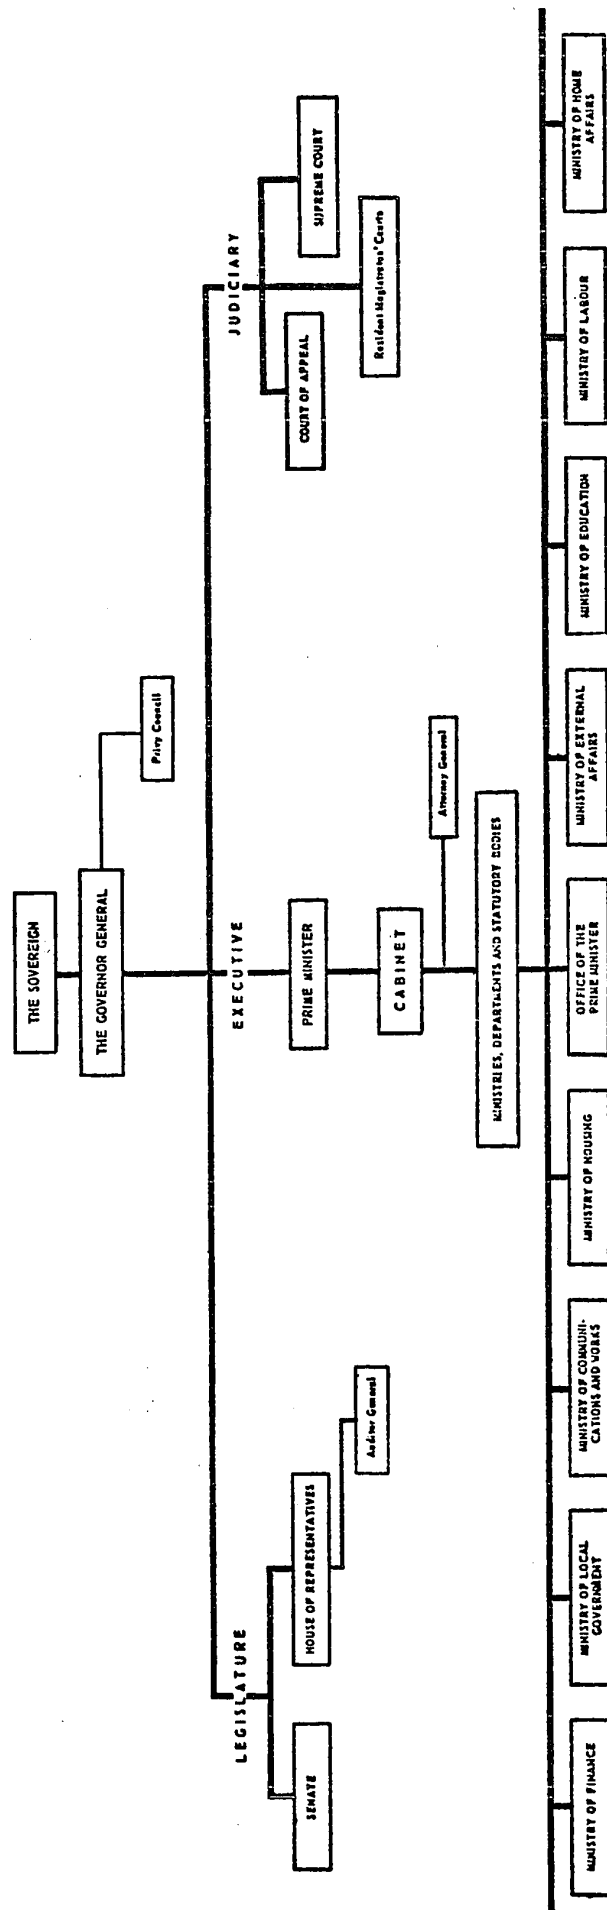 THE SOVEREIGN
THE GOVERNOR GENERAL
Privy Council
LEGISLATURE
EXECUTIVE
JUDICIARY
SENATE
HOUSE OF REPRESENTATIVES
Auditor General
PRIME MINISTER
CABINET
Attorney General
MINISTRIES, DEPARTMENTS AND STATUTORY BODIES
COURT OF APPEAL
SUPREME COURT
Resident Magistrates' Courts
MINISTRY OF FINANCE
MINISTRY OF LOCAL
GOVERNMENT
MINISTRY OF COMMUNI-
CATIONS AND WORKS
MINISTRY OF HOUSING
OFFICE OF THE
PRIME MINISTER
MINISTRY OF EXTERNAL
AFFAIRS
MINISTRY OF EDUCATION
MINISTRY OF LABOUR
MINISTRY OF HOME
AFFAIRS